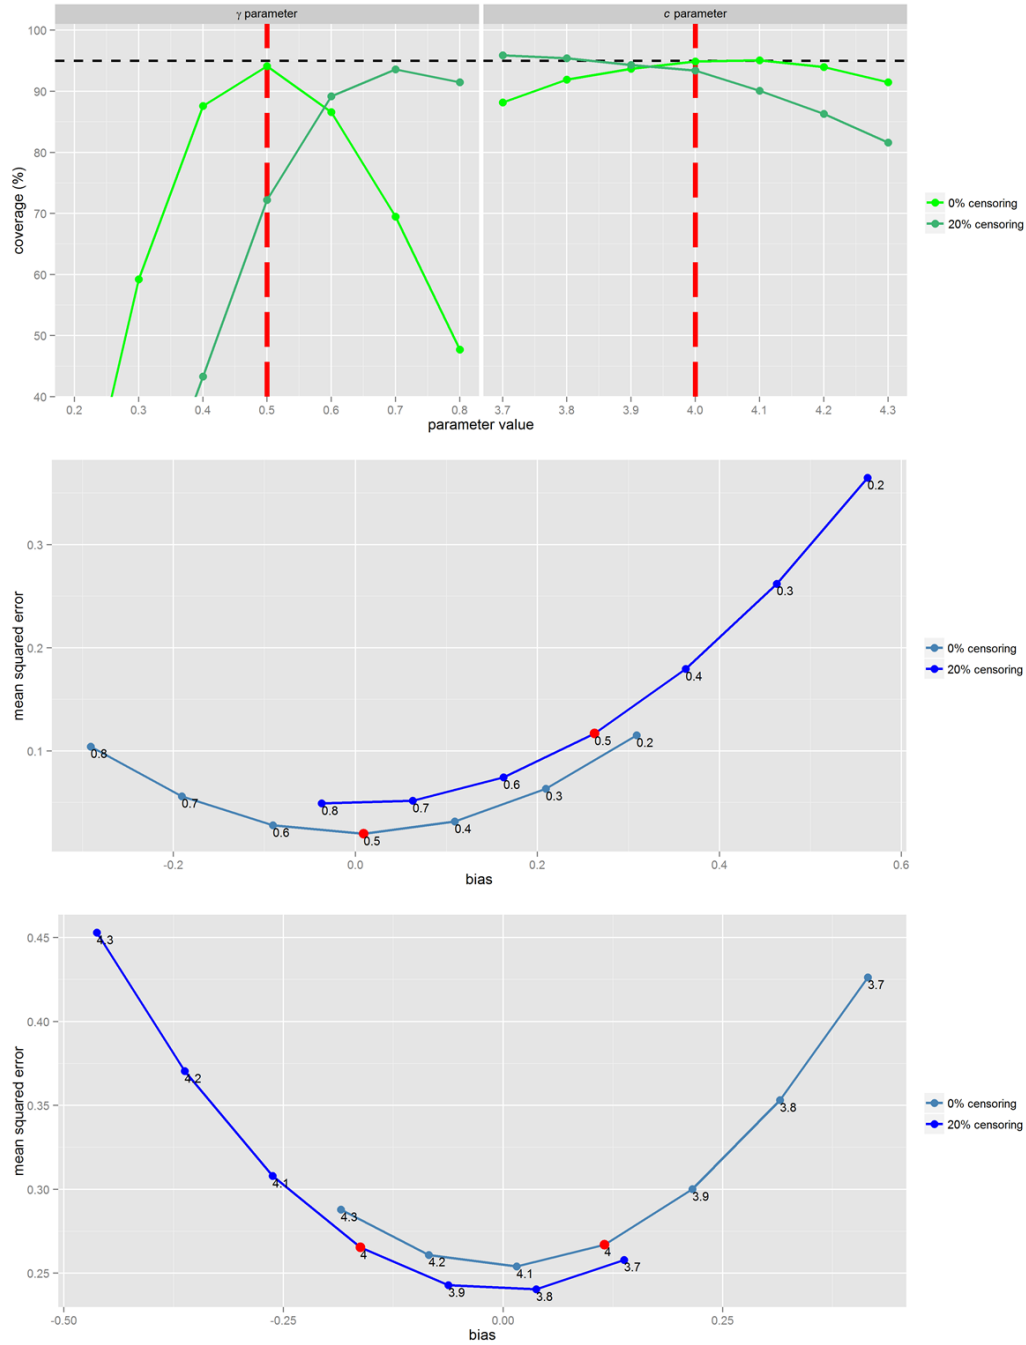 γ parameter
c parameter
100
90
80
70
60
50
40
coverage (%)
0.2 0.3 0.4 0.5 0.6 0.7 0.8
3.7 3.8 3.9 4.0 4.1 4.2 4.3
parameter value
0% censoring
20% censoring
0.3
0.2
0.1
mean squared error
0.2
0.3
0.4
0.5
0.2
0.8
0.6
0.3
0.7
0.8
0.7
0.4
0.6
0.5
-0.2 0.0 0.2 0.4 0.6
bias
0% censoring
20% censoring
0.45
0.40
0.35
0.30
0.25
mean squared error
4.3
3.7
4.2
3.8
4.1
3.9
4.3
4
4
4.2
3.7
4.1
3.9
3.8
-0.50 -0.25 0.00 0.25
bias
0% censoring
20% censoring